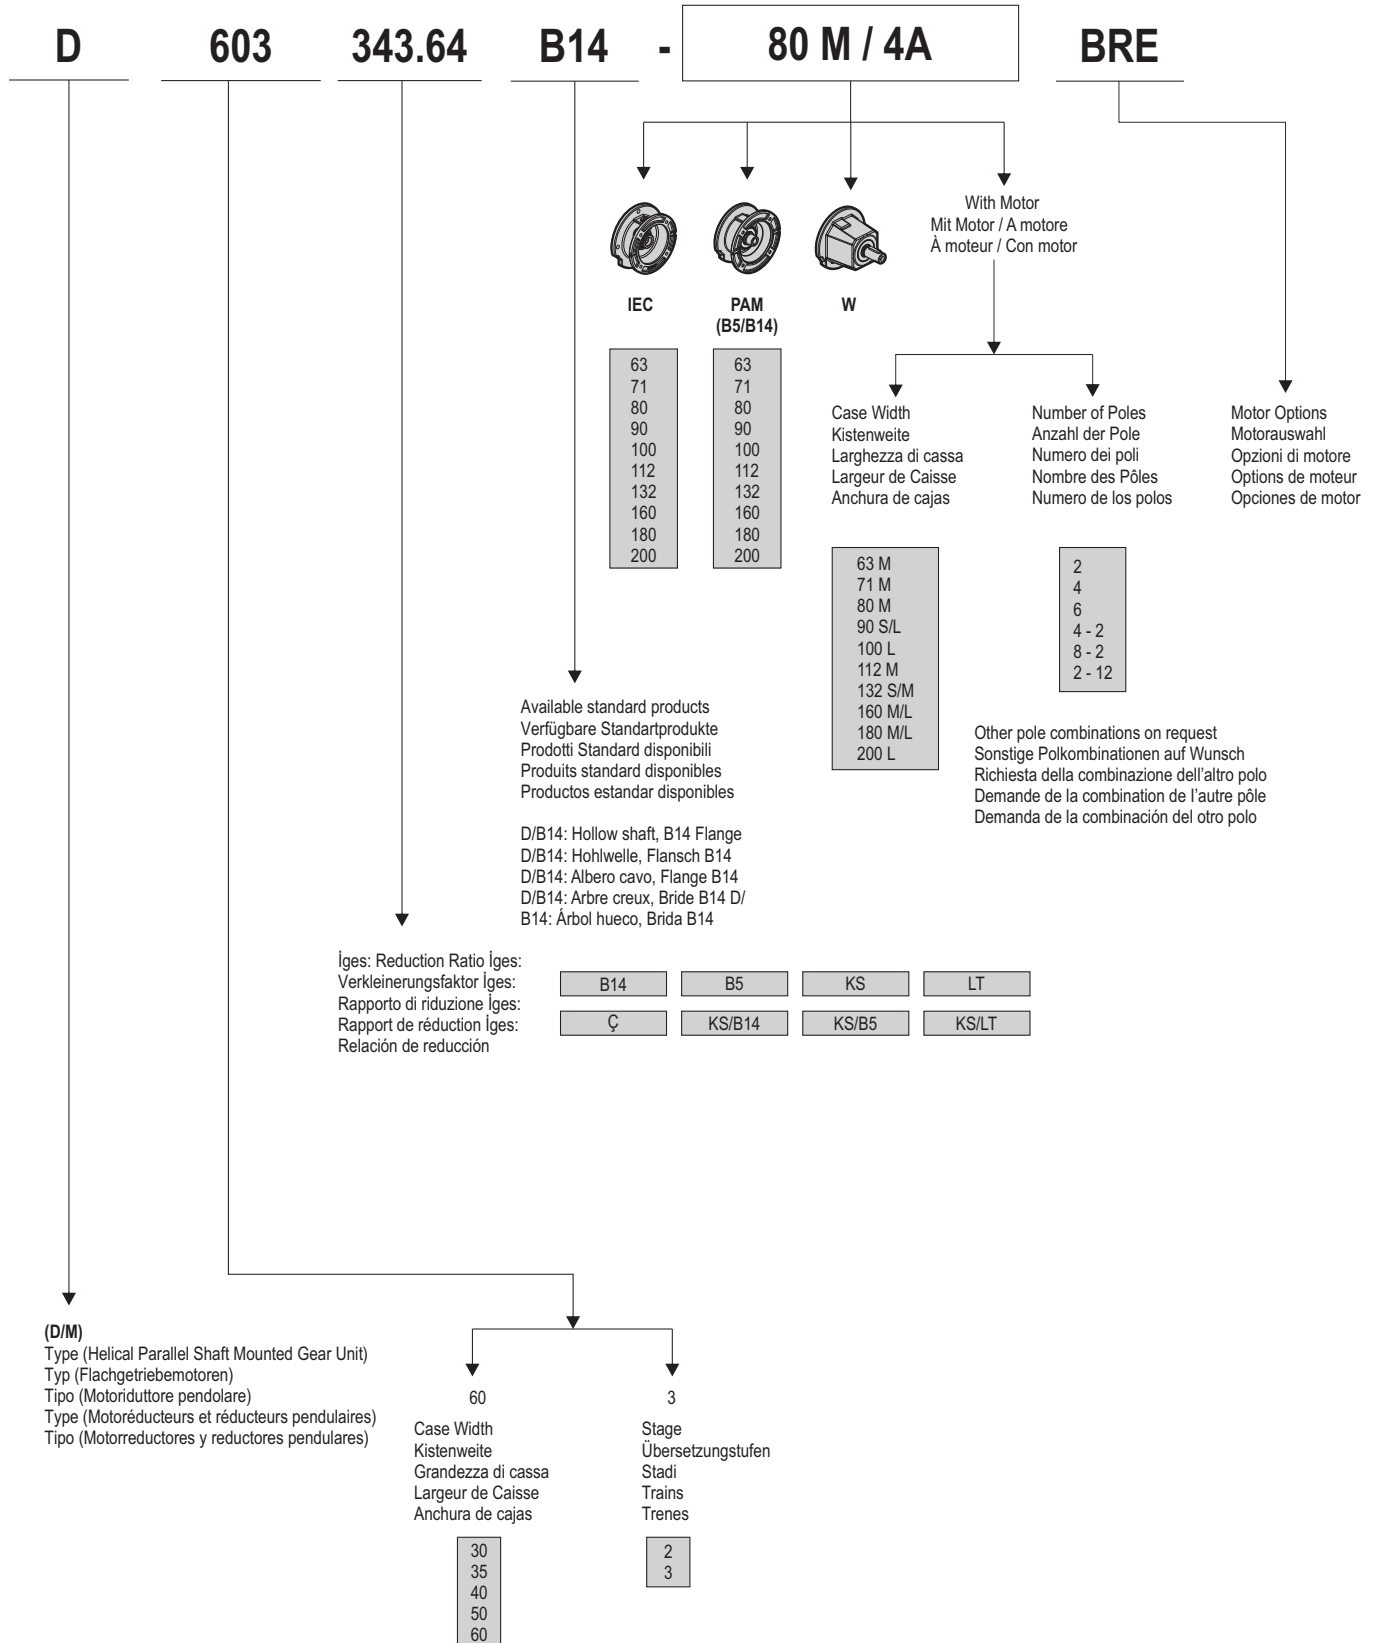 D 603 343.64 B14 - 80 M / 4A BRE
With Motor
Mit Motor / A motore
À moteur / Con motor
IEC
PAM
(B5/B14)
W
63
71
80
90
100
112
132
160
180
200
63
71
80
90
100
112
132
160
180
200
Case Width
Kistenweite
Larghezza di cassa
Largeur de Caisse
Anchura de cajas
Number of Poles
Anzahl der Pole
Numero dei poli
Nombre des Pôles
Numero de los polos
Motor Options
Motorauswahl
Opzioni di motore
Options de moteur
Opciones de motor
63 M
71 M
80 M
90 S/L
100 L
112 M
132 S/M
160 M/L
180 M/L
200 L
2
4
6
4 - 2
8 - 2
2 - 12
Other pole combinations on request
Sonstige Polkombinationen auf Wunsch
Richiesta della combinazione dell'altro polo
Demande de la combination de I'autre pôle
Demanda de la combinación del otro polo
Available standard products
Verfügbare Standartprodukte
Prodotti Standard disponibili
Produits standard disponibles
Productos estandar disponibles
D/B14: Hollow shaft, B14 Flange
D/B14: Hohlwelle, Flansch B14
D/B14: Albero cavo, Flange B14
D/B14: Arbre creux, Bride B14 D/
B14: Árbol hueco, Brida B14
İges: Reduction Ratio İges:
Verkleinerungsfaktor İges:
Rapporto di riduzione İges:
Rapport de réduction İges:
Relación de reducción
B14 B5 KS LT
Ç KS/B14 KS/B5 KS/LT
(D/M)
Type (Helical Parallel Shaft Mounted Gear Unit)
Typ (Flachgetriebemotoren)
Tipo (Motoriduttore pendolare)
Type (Motoréducteurs et réducteurs pendulaires)
Tipo (Motorreductores y reductores pendulares)
60
Case Width
Kistenweite
Grandezza di cassa
Largeur de Caisse
Anchura de cajas
3
Stage
Übersetzungstufen
Stadi
Trains
Trenes
30
35
40
50
60
2
3